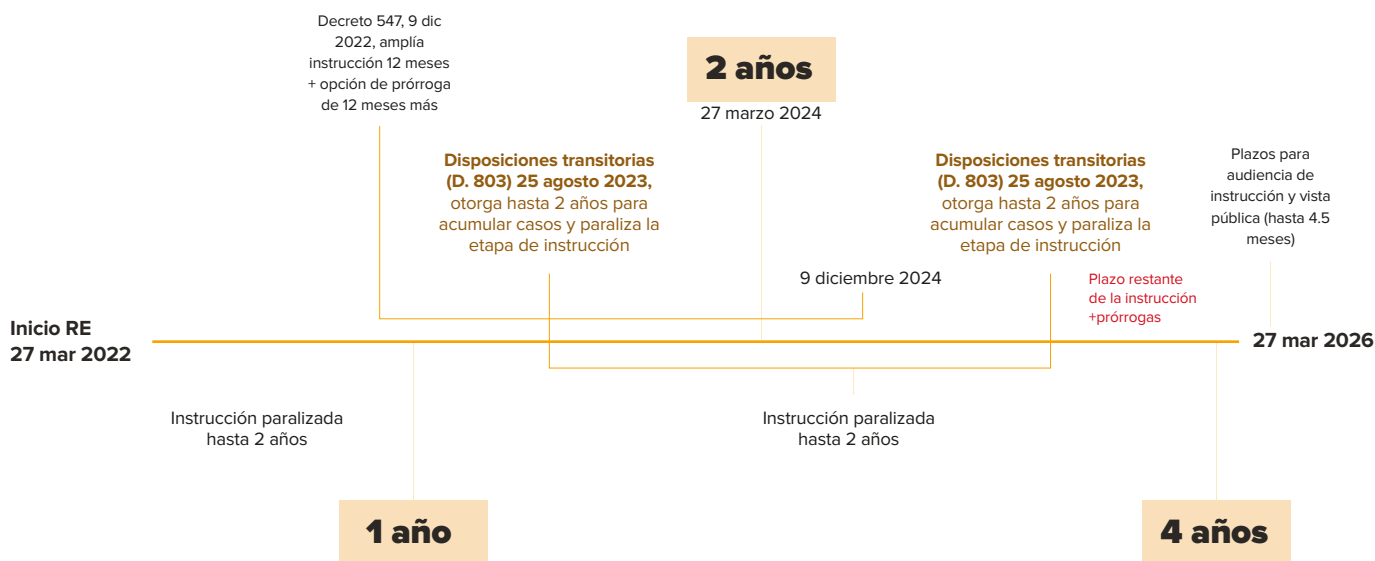 Decreto 547, 9 dic
2022, amplía
instrucción 12 meses
+ opción de prórroga
de 12 meses más
2 años
27 marzo 2024
Disposiciones transitorias
(D. 803) 25 agosto 2023,
otorga hasta 2 años para
acumular casos y paraliza la
etapa de instrucción
Disposiciones transitorias
(D. 803) 25 agosto 2023,
otorga hasta 2 años para
acumular casos y paraliza la
etapa de instrucción
Plazos para
audiencia de
instrucción y vista
pública (hasta 4.5
meses)
9 diciembre 2024
Plazo restante
de la instrucción
+prórrogas
Inicio RE
27 mar 2022
27 mar 2026
Instrucción paralizada
hasta 2 años
Instrucción paralizada
hasta 2 años
1 año
4 años